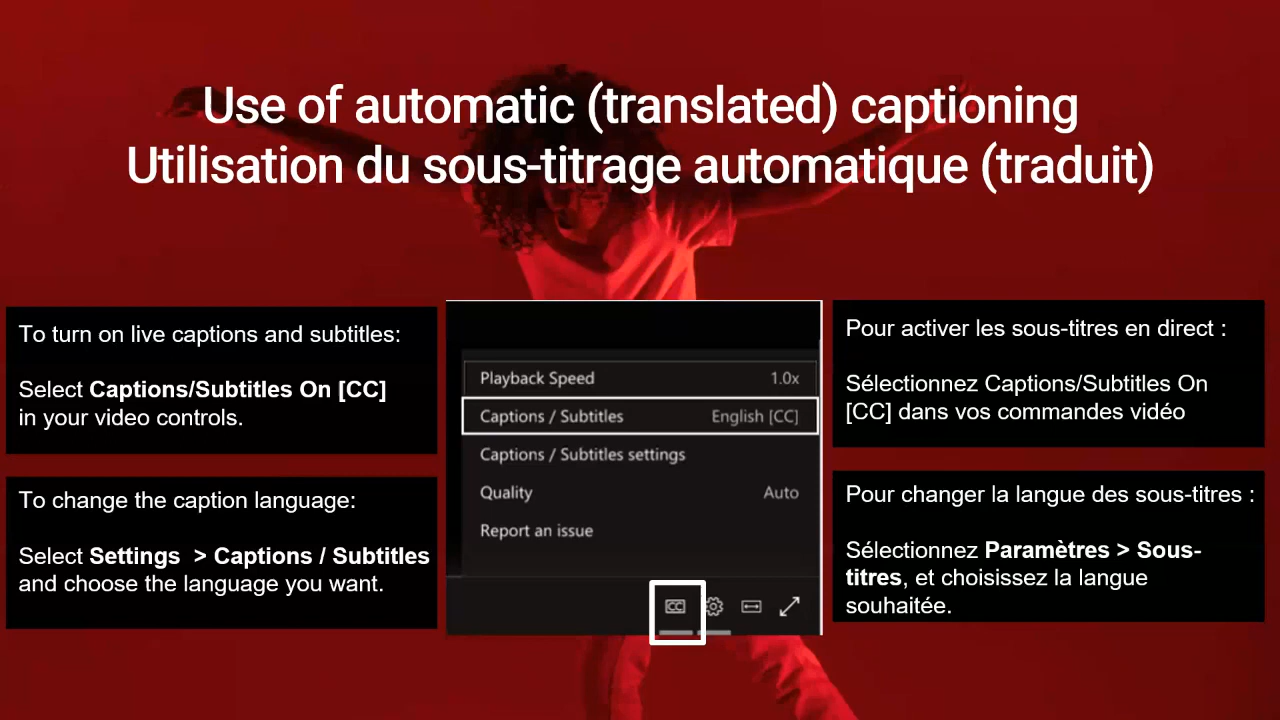 Use of automatic (translated) captioning
Utilisation du sous-titrage automatique (traduit)
To turn on live captions and subtitles:
Select Captions/Subtitles On [CC]
in your video controls.
To change the caption language:
Select Settings > Captions / Subtitles
and choose the language you want.
Playback Speed 1.0x
Captions / Subtitles English [CC]
Captions / Subtitles settings
Quality Auto
Report an issue
CC
Pour activer les sous-titres en direct :
Sélectionnez Captions/Subtitles On
[CC] dans vos commandes vidéo
Pour changer la langue des sous-titres :
Sélectionnez Paramètres > Sous-
titres, et choisissez la langue
souhaitée.